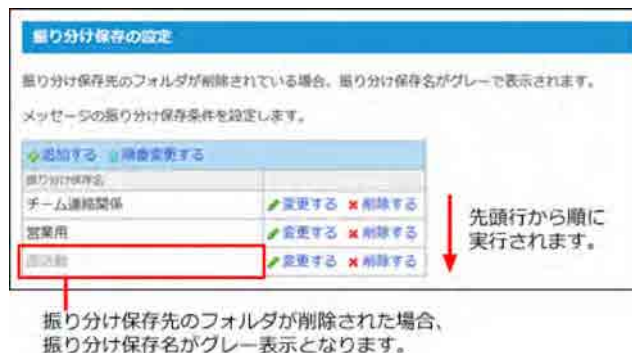 振り分け保存の設定
振り分け保存先のフォルダが削除されている場合、振り分け保存名がグレーで表示されます。
メッセージの振り分け保存条件を設定します。
追加する 順番変更する
振り分け保存名
チーム連絡関係 変更する 削除する
営業用 変更する 削除する
変更する 削除する
先頭行から順に
実行されます。
振り分け保存先のフォルダが削除された場合、
振り分け保存名がグレー表示となります。